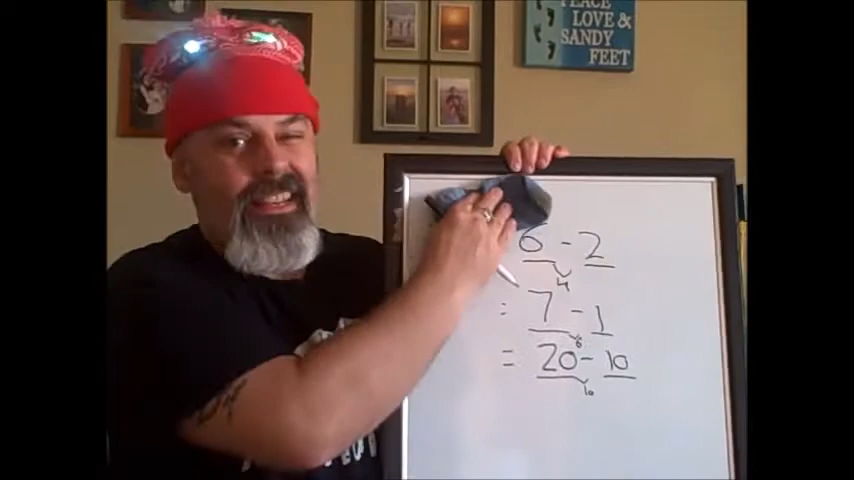 PEACE
LOVE &
SANDY
FEET
6 - 2
4
= 7 - 1
6
= 20 - 10
10